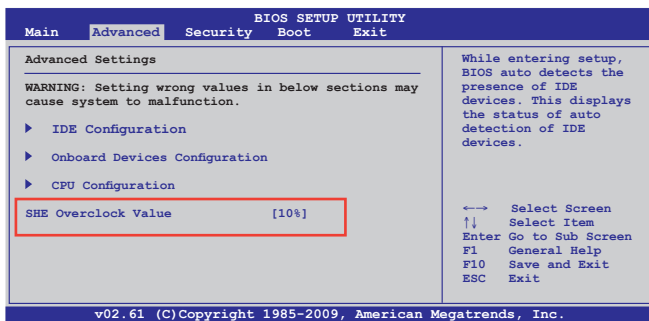 BIOS SETUP UTILITY
Main Advanced Security Boot Exit
Advanced Settings
WARNING: Setting wrong values in below sections may
cause system to malfunction.
IDE Configuration
Onboard Devices Configuration
CPU Configuration
SHE Overclock Value [10%]
While entering setup,
BIOS auto detects the
presence of IDE
devices. This displays
the status of auto
detection of IDE
devices.
←→ Select Screen
↑↓ Select Item
Enter Go to Sub Screen
F1 General Help
F10 Save and Exit
ESC Exit
v02.61 (C)Copyright 1985-2009, American Megatrends, Inc.